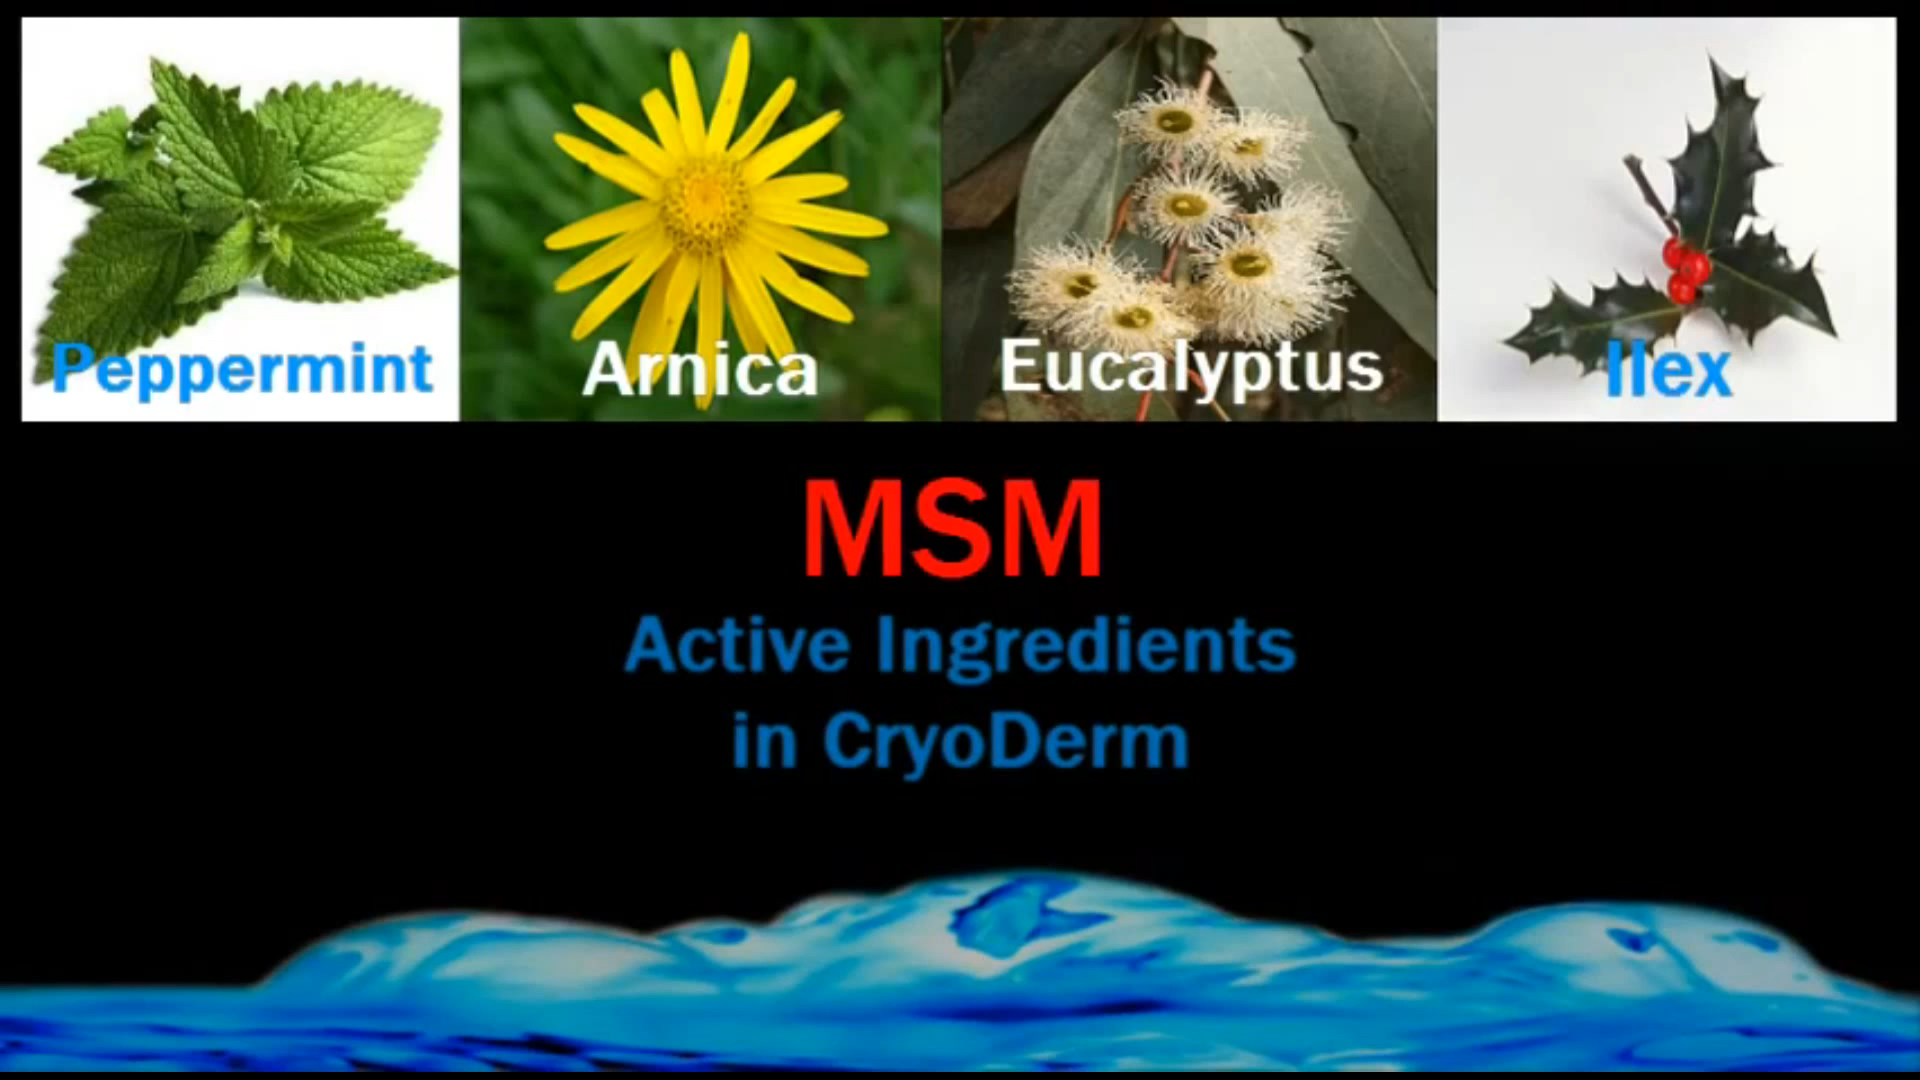 Peppermint
Arnica
Eucalyptus
Ilex
MSM
Active Ingredients
in CryoDerm